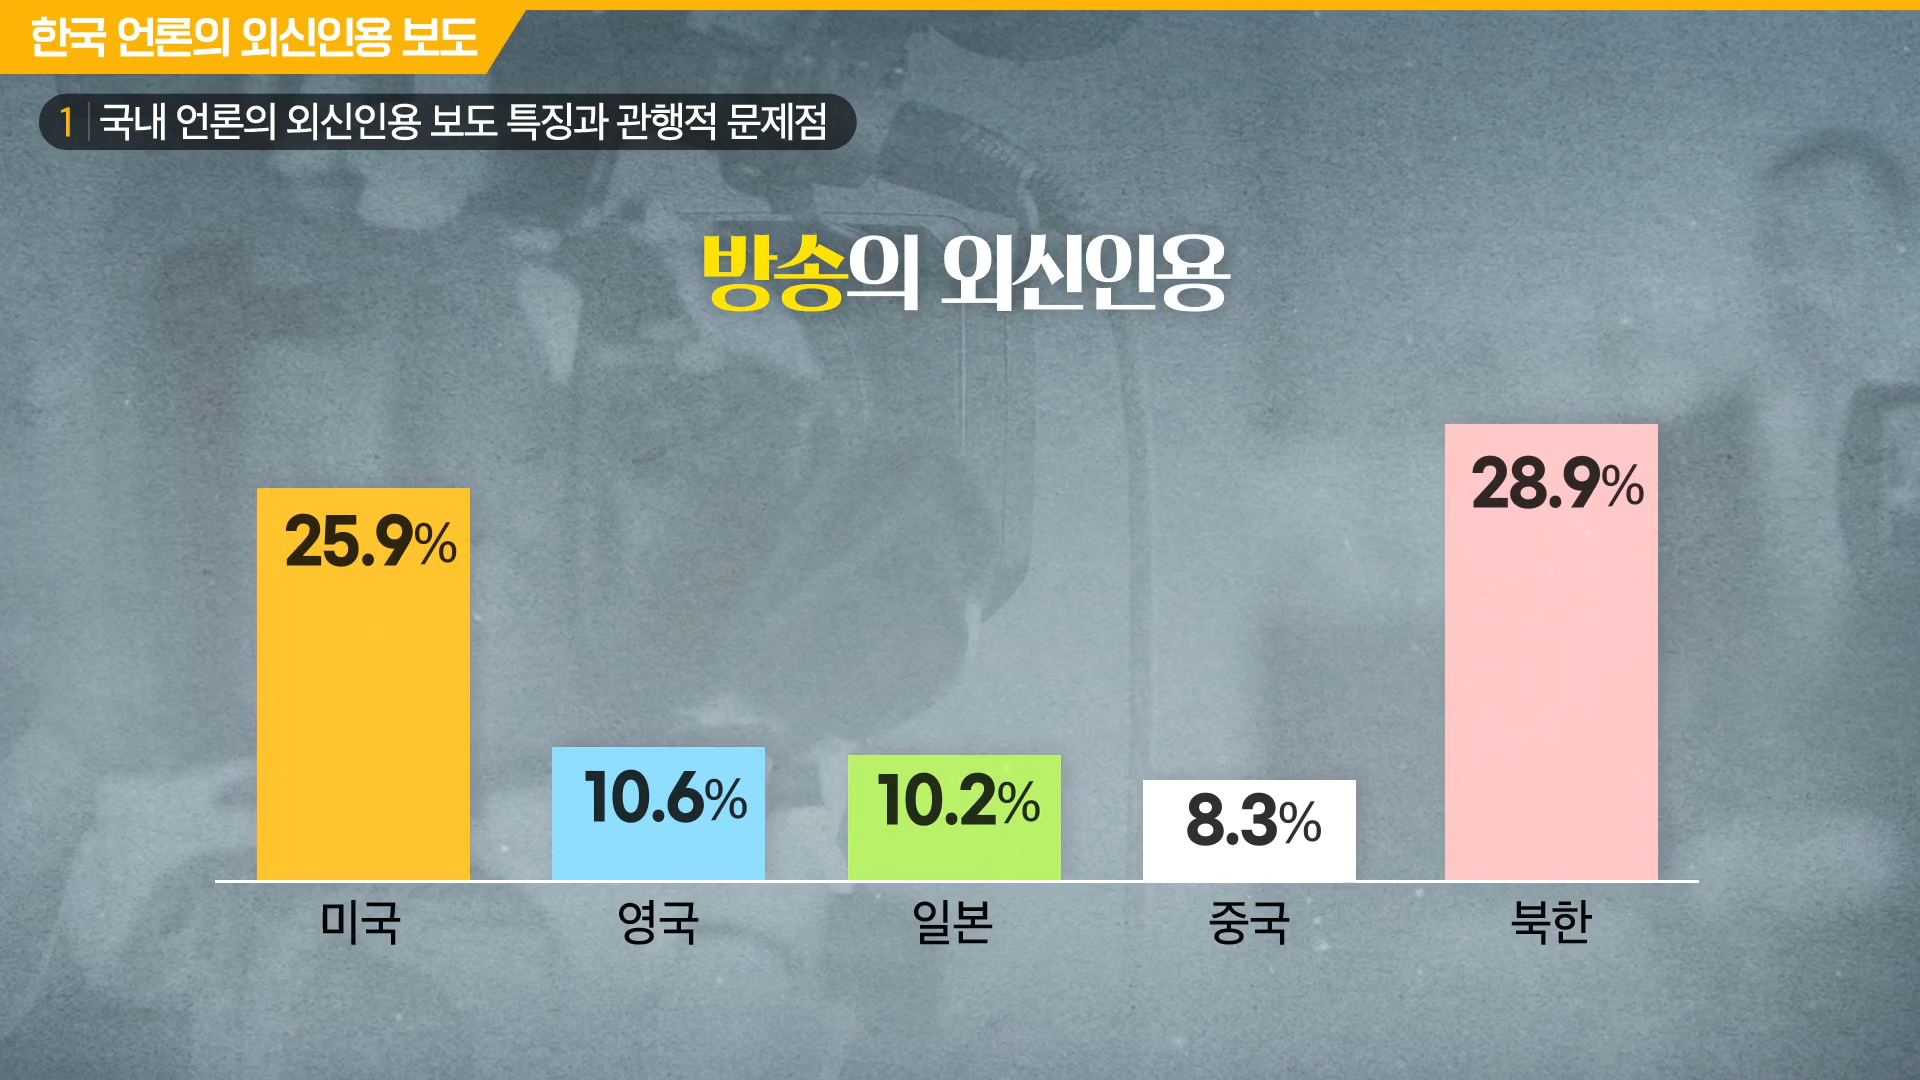 한국 언론의 외신인용 보도
1 국내 언론의 외신인용 보도 특징과 관행적 문제점
방송의 외신인용
25.9% 10.6% 10.2% 8.3% 28.9%
미국 영국 일본 중국 북한